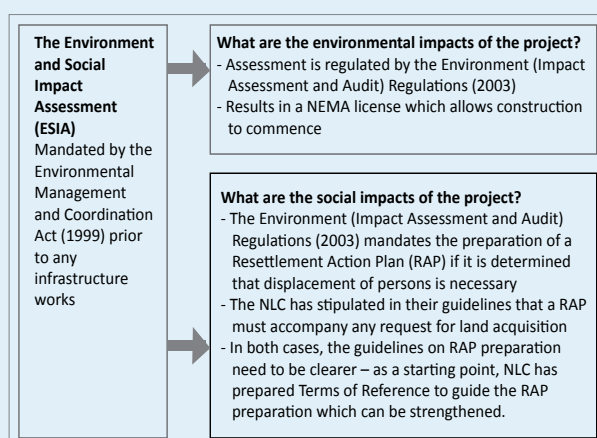 The Environment
and Social
Impact
Assessment
(ESIA)
Mandated by the
Environmental
Management
and Coordination
Act (1999) prior
to any
infrastructure
works
What are the environmental impacts of the project?
- Assessment is regulated by the Environment (Impact
Assessment and Audit) Regulations (2003)
- Results in a NEMA license which allows construction
to commence
What are the social impacts of the project?
- The Environment (Impact Assessment and Audit)
Regulations (2003) mandates the preparation of a
Resettlement Action Plan (RAP) if it is determined
that displacement of persons is necessary
- The NLC has stipulated in their guidelines that a RAP
must accompany any request for land acquisition
- In both cases, the guidelines on RAP preparation
need to be clearer – as a starting point, NLC has
prepared Terms of Reference to guide the RAP
preparation which can be strengthened.